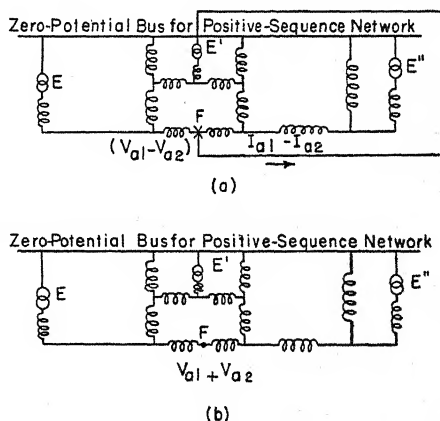 Zero-Potential Bus for Positive-Sequence Network
E
E'
E"
F
(Va1-Va2)
Ia1-Ia2
(a)
Zero-Potential Bus for Positive-Sequence Network
E
E'
E"
F
Va1+Va2
(b)